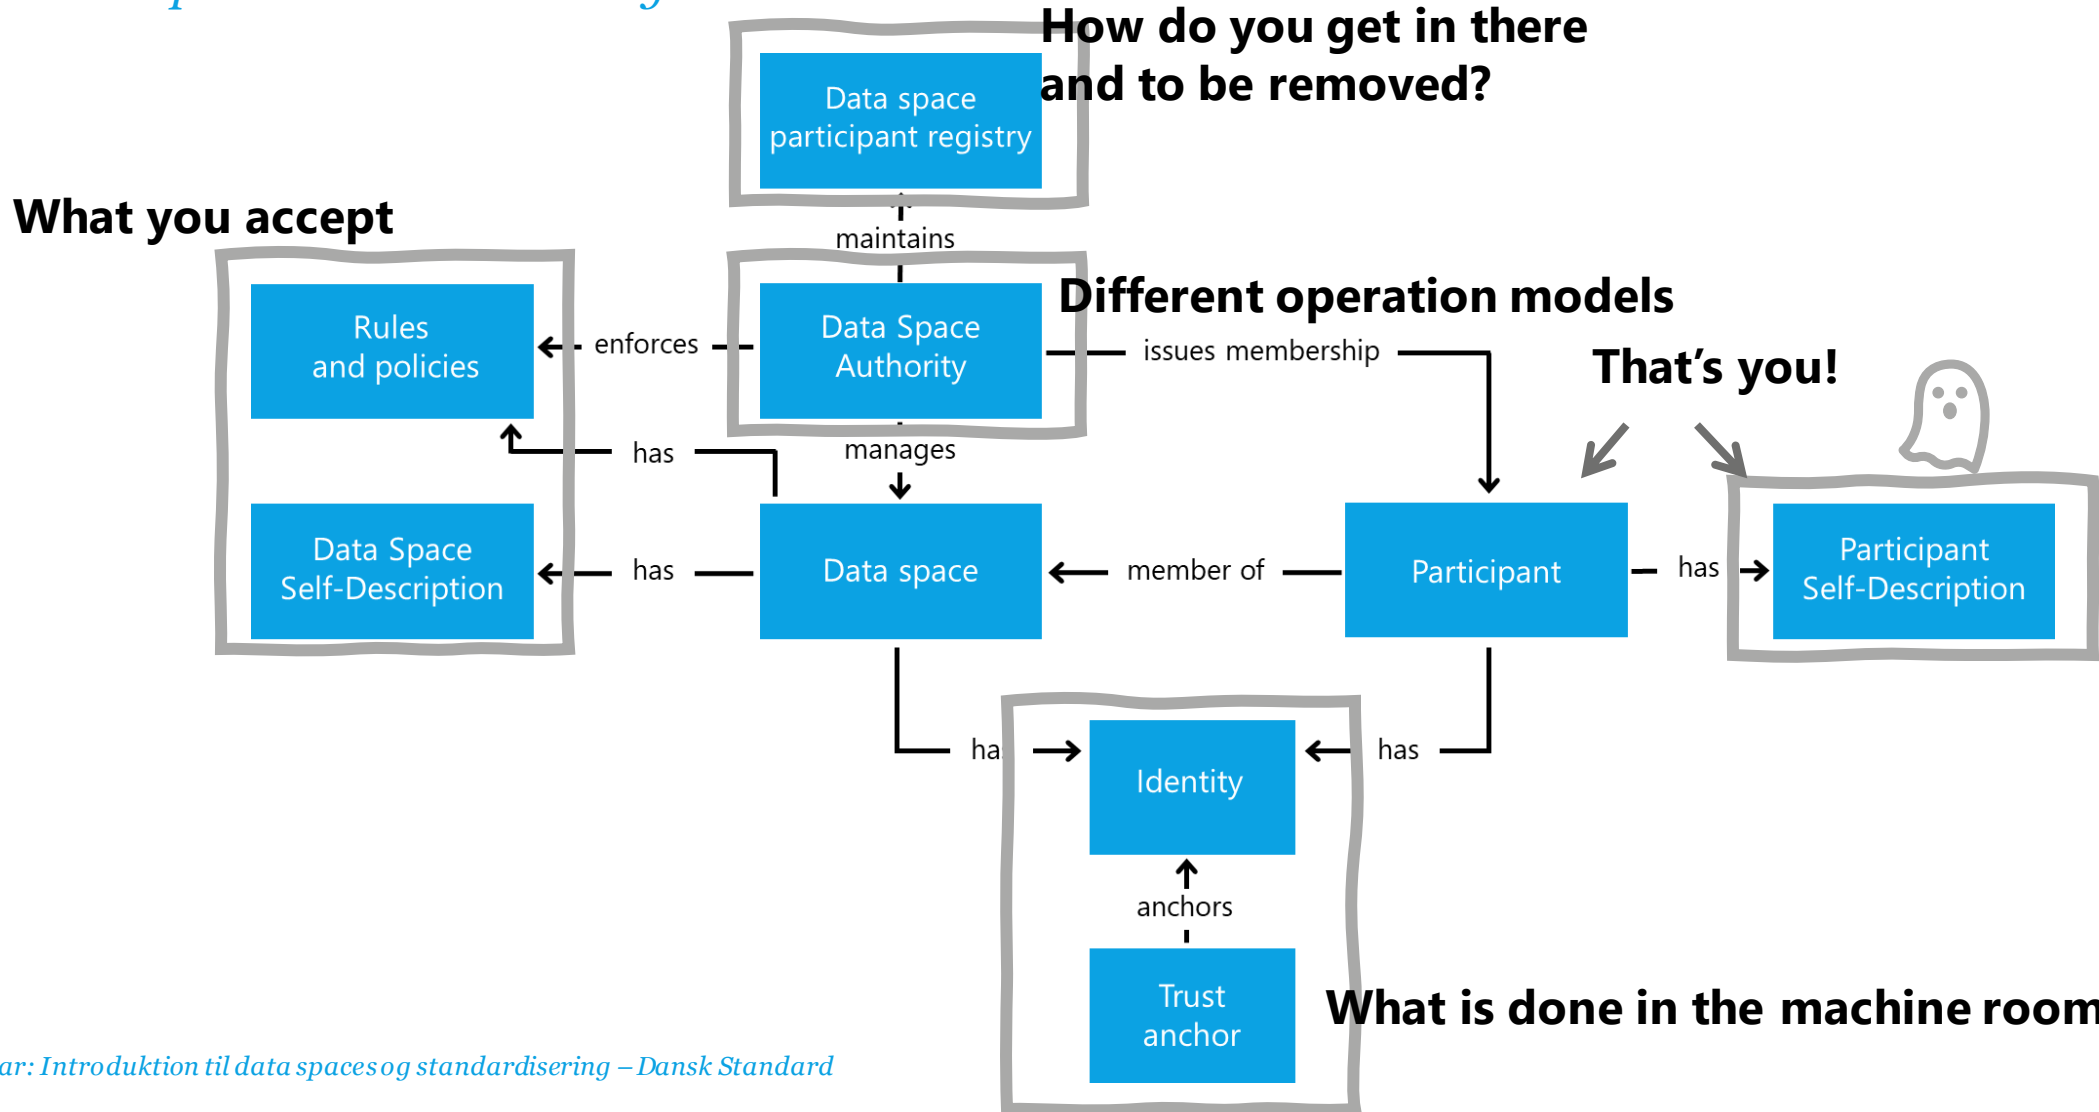 How do you get in there
and to be removed?
Data space
participant registry
What you accept
maintains
Different operation models
Rules
and policies
enforces
Data Space
Authority
issues membership
That’s you!
has
manages
Data Space
Self-Description
has
Data space
member of
Participant
has
Participant
Self-Description
has
Identity
anchors
Trust
anchor
What is done in the machine room
Introduktion til data spaces og standardisering – Dansk Standard